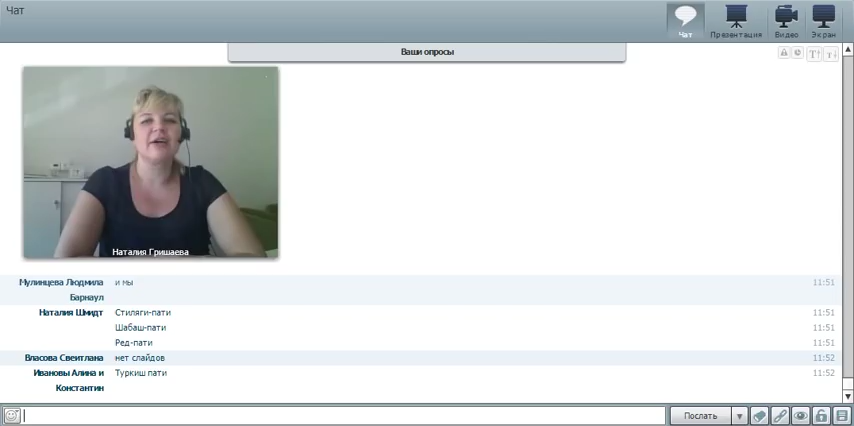 Чат
Чат Презентация Видео Экран
Ваши опросы
Наталия Гришаева
Мулинцева Людмила Барнаул и мы 11:51
Наталия Шмидт Стиляги-пати 11:51
Шабаш-пати 11:51
Ред-пати 11:51
Власова Свеитлана нет слайдов 11:52
Ивановы Алина и Константин Туркиш пати 11:52
Послать